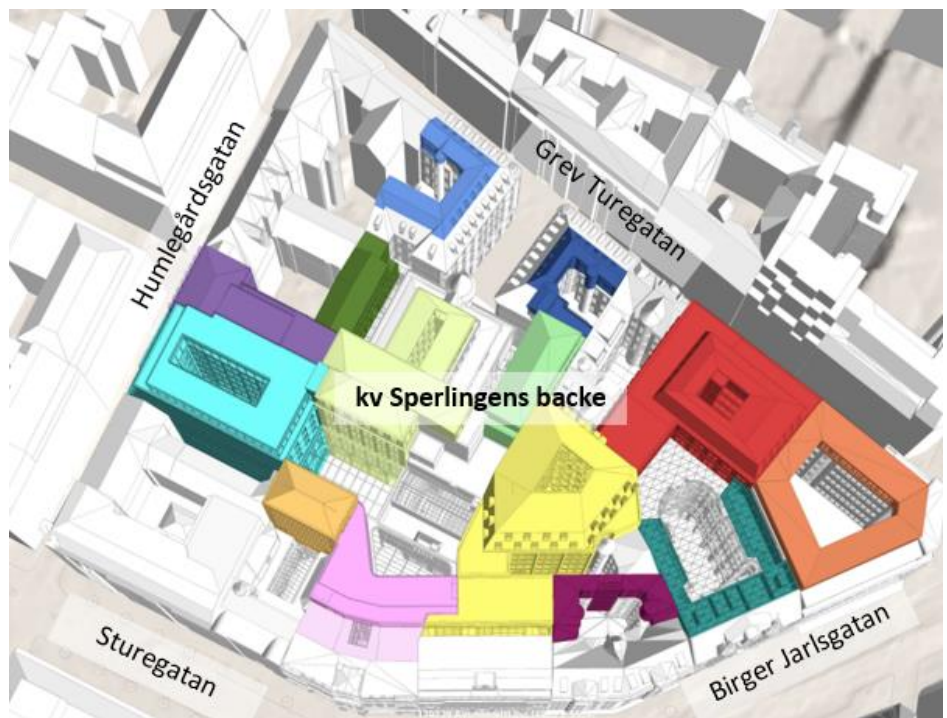 Humlegårdsgatan
Grev Turegatan
kv Sperlingens backe
Sturegatan
Birger Jarlsgatan